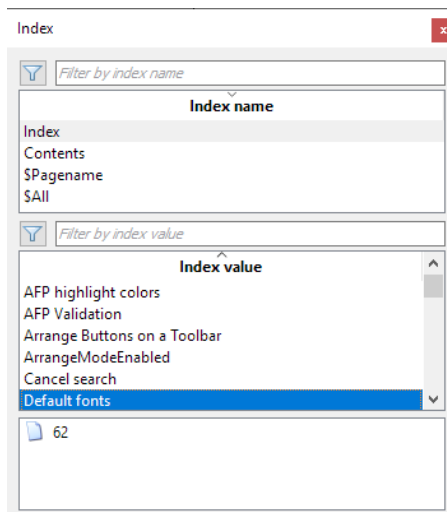 Index
x
Filter by index name
Index name
Index
Contents
$Pagename
$All
Filter by index value
Index value
AFP highlight colors
AFP Validation
Arrange Buttons on a Toolbar
ArrangeModeEnabled
Cancel search
Default fonts
62